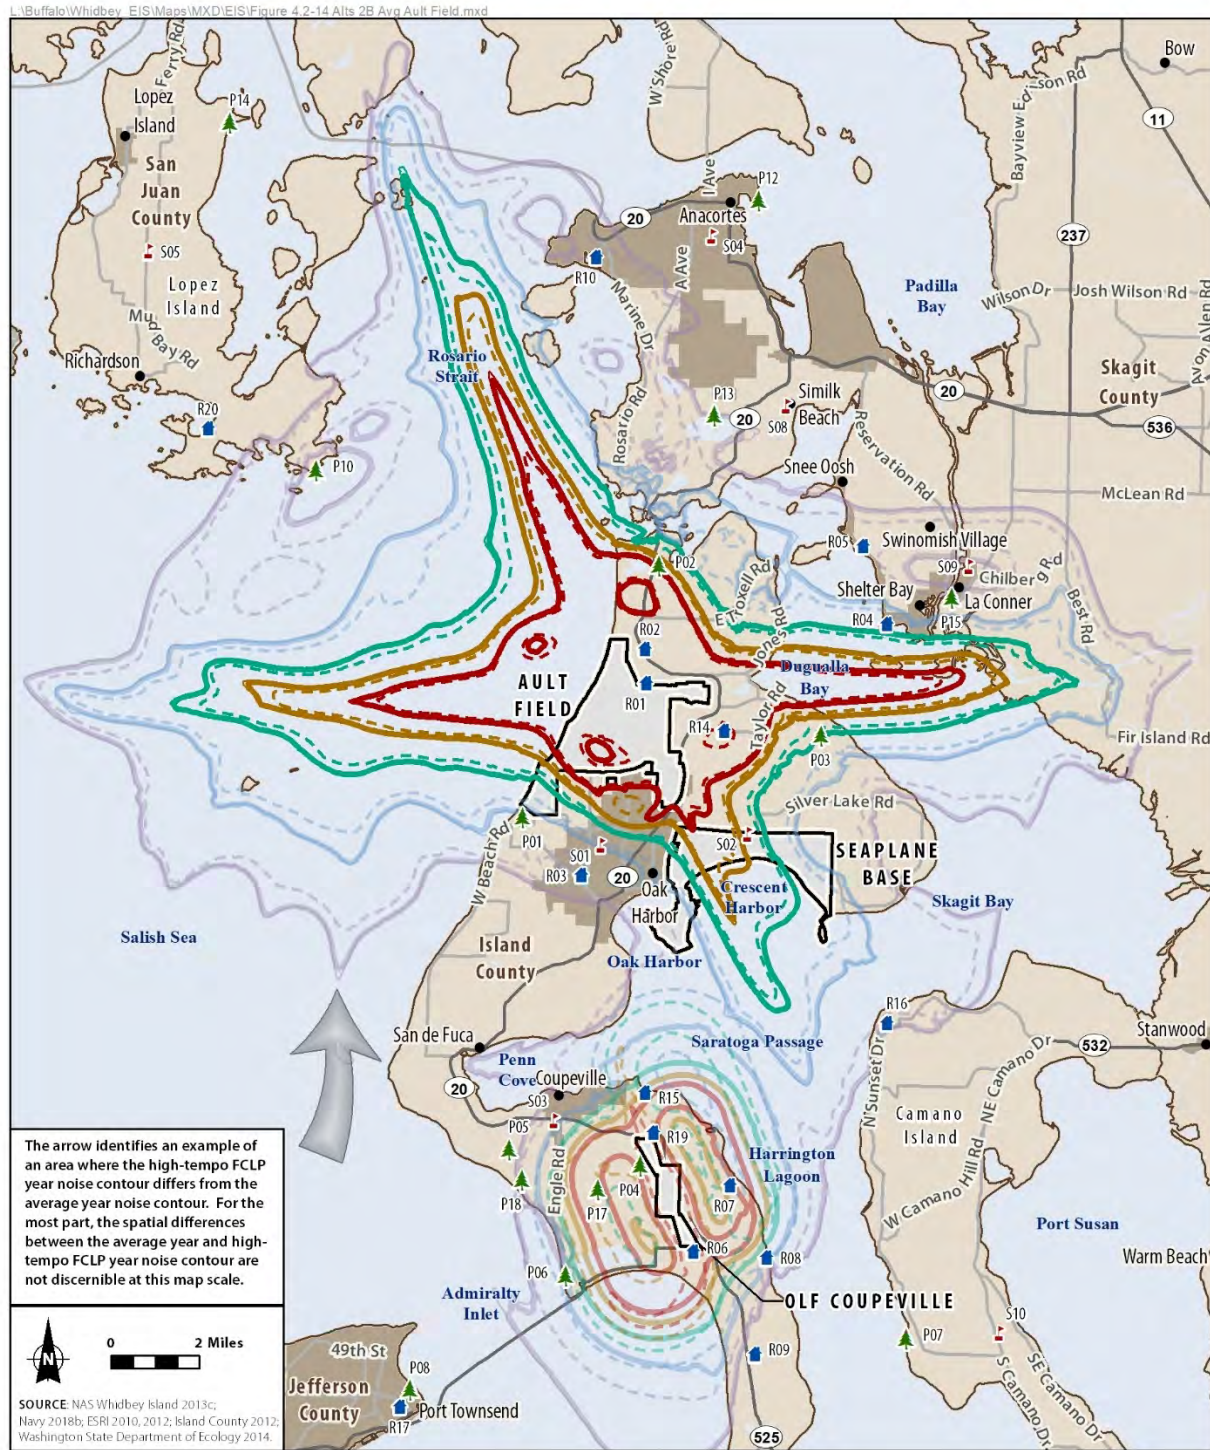 L:\Buffalo\Whidbey_EIS\Maps\MXD\EIS\Figure 4.2-14 Alts 2B Avg Ault Field.mxd
Ferry Rd
W Shore Rd
Bow
Lopez
Island
P14
Bayview Edison Rd
11
San
Juan
County
I Ave
P12
20
Anacortes
S04
237
S05
R10
A Ave
Lopez
Island
Marine Dr
Padilla
Bay
Wilson Dr
Josh Wilson Rd
Mud Bay Rd
Avon Allen Rd
Richardson
Rosario
Strait
Skagit
County
20
R20
Rosario Rd
P13
20
S08
Similk
Beach
536
P10
Snee Oosh
Reservation Rd
McLean Rd
R05
Swinomish Village
P02
S09
Chilberg Rd
E Troxell Rd
Shelter Bay
La Conner
P15
Best Rd
R02
Jones Rd
R04
AULT
FIELD
R01
Dugualla
Bay
R14
Taylor Rd
P03
Fir Island Rd
Silver Lake Rd
P01
W Beach Rd
S01
S02
R03
20
Oak
Harbor
SEAPLANE
BASE
Crescent
Harbor
Skagit Bay
Salish Sea
Island
County
Oak Harbor
R16
San de Fuca
Saratoga Passage
Stanwood
532
Penn
Cove
Coupeville
20
S03
R15
N Sunset Dr
NE Camano Dr
Camano
Island
P05
R19
Harrington
Lagoon
Engle Rd
P04
P18
P17
R07
W Camano Hill Rd
Port Susan
R06
R08
Warm Beach
P06
Admiralty
Inlet
OLF COUPEVILLE
P07
S10
R09
S Camano Dr
SE Camano Dr
525
The arrow identifies an example of
an area where the high-tempo FCLP
year noise contour differs from the
average year noise contour. For the
most part, the spatial differences
between the average year and high-
tempo FCLP year noise contour are
not discernible at this map scale.
N
0 2 Miles
49th St
P08
Jefferson
County
R17
Port Townsend
SOURCE: NAS Whidbey Island 2013c;
Navy 2018b; ESRI 2010, 2012; Island County 2012;
Washington State Department of Ecology 2014.